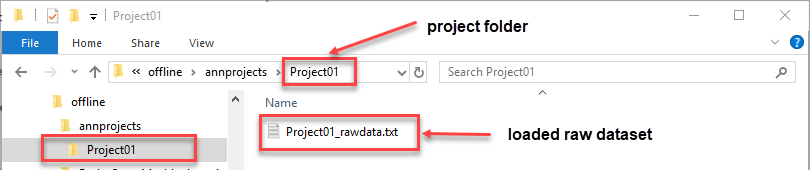 Project01
project folder
File Home Share View
« offline › annprojects › Project01
Search Project01
offline
annprojects
Project01
Name
Project01_rawdata.txt
loaded raw dataset